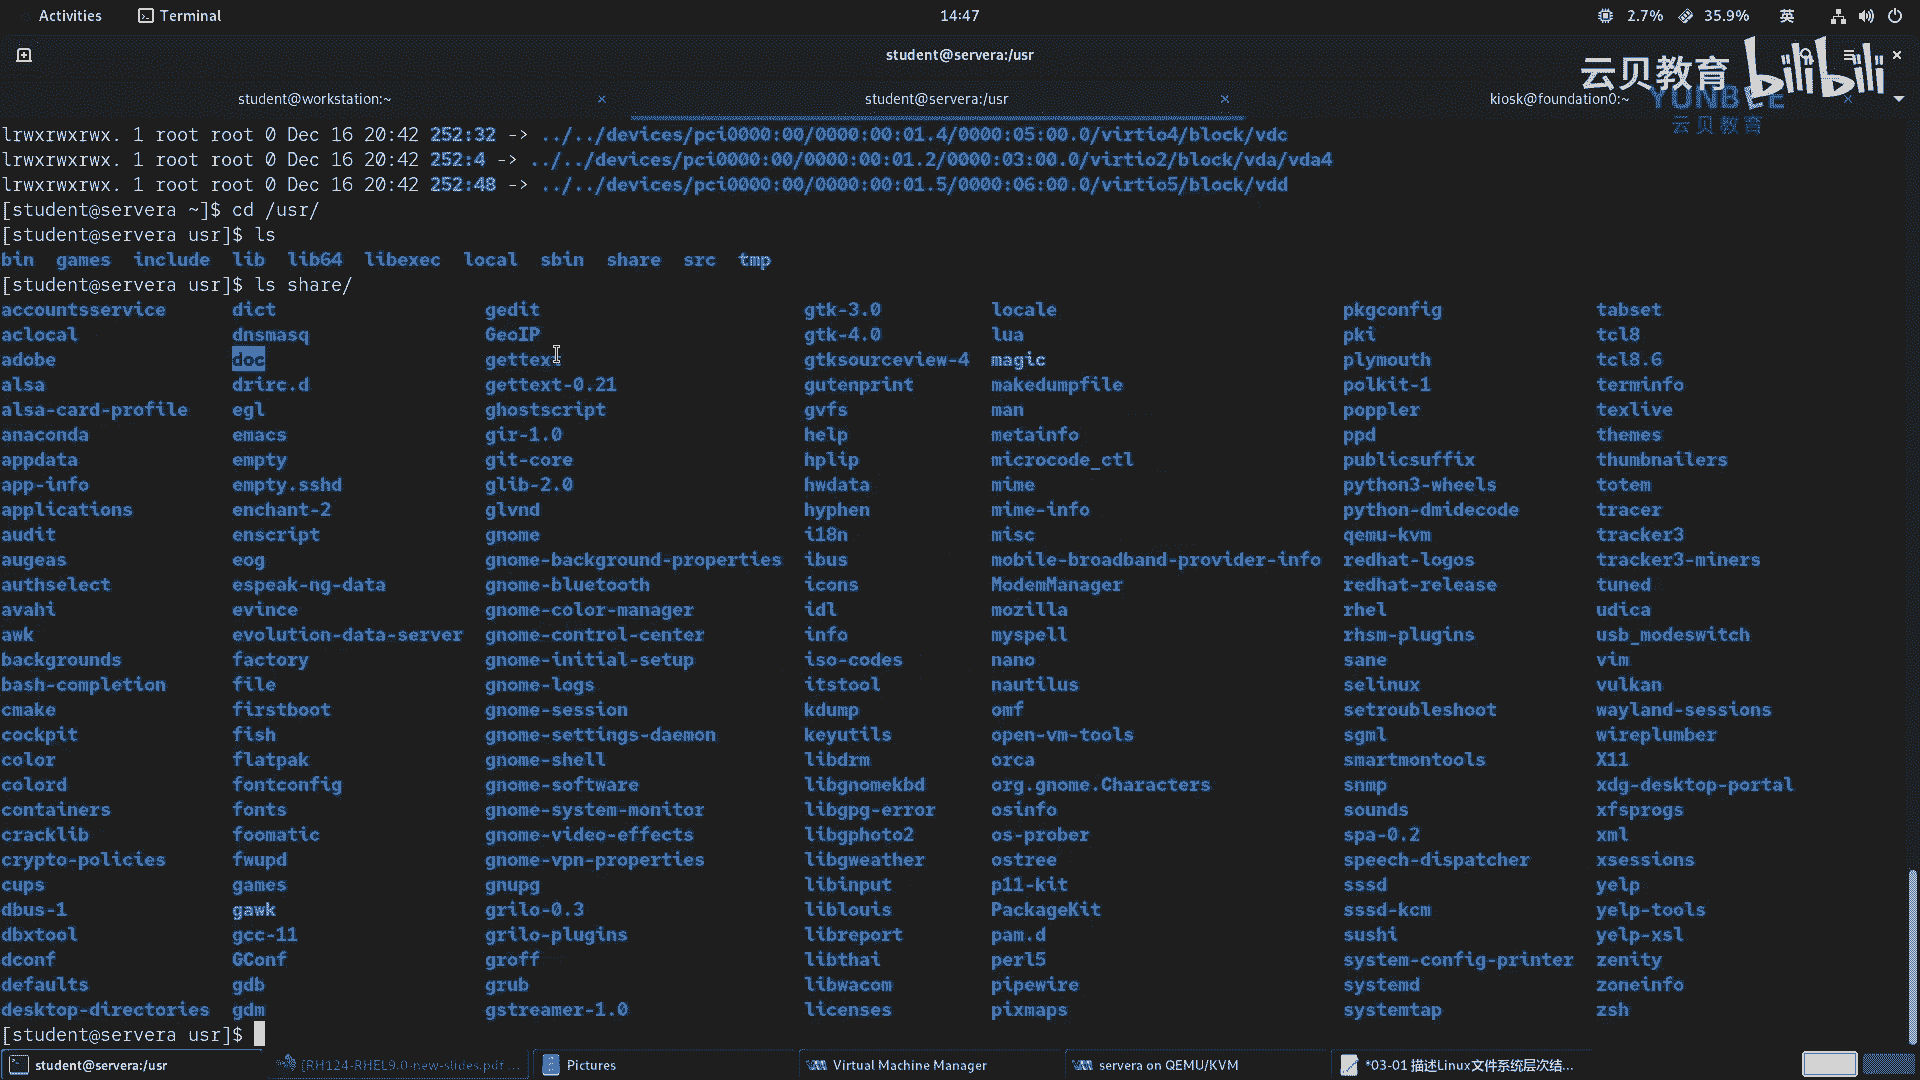 Activities Terminal 14:47 2.7% 35.9% 英
student@servera:/usr
云贝教育 bilibili
student@workstation:~ × student@servera:/usr × kiosk@foundation0:~ ×
YUNBEE
云贝教育
lrwxrwxrwx. 1 root root 0 Dec 16 20:42 252:32 -> ../../devices/pci0000:00/0000:00:01.4/0000:05:00.0/virtio4/block/vdc
lrwxrwxrwx. 1 root root 0 Dec 16 20:42 252:4 -> ../../devices/pci0000:00/0000:00:01.2/0000:03:00.0/virtio2/block/vda/vda4
lrwxrwxrwx. 1 root root 0 Dec 16 20:42 252:48 -> ../../devices/pci0000:00/0000:00:01.5/0000:06:00.0/virtio5/block/vdd
[student@servera ~]$ cd /usr/
[student@servera usr]$ ls
bin games include lib lib64 libexec local sbin share src tmp
[student@servera usr]$ ls share/
accountsservice dict gedit gtk-3.0 locale pkgconfig tabset
aclocal dnsmasq GeoIP gtk-4.0 lua pki tcl8
adobe doc gettext gtksourceview-4 magic plymouth tcl8.6
alsa drirc.d gettext-0.21 gutenprint makedumpfile polkit-1 terminfo
alsa-card-profile egl ghostscript gvfs man poppler texlive
anaconda emacs gir-1.0 help metainfo ppd themes
appdata empty git-core hplip microcode_ctl publicsuffix thumbnailers
app-info empty.sshd glib-2.0 hwdata mime python3-wheels totem
applications enchant-2 glvnd hyphen mime-info python-dmidecode tracer
audit enscript gnome i18n misc qemu-kvm tracker3
augeas eog gnome-background-properties ibus mobile-broadband-provider-info redhat-logos tracker3-miners
authselect espeak-ng-data gnome-bluetooth icons ModemManager redhat-release tuned
avahi evince gnome-color-manager idl mozilla rhel udica
awk evolution-data-server gnome-control-center info myspell rhsm-plugins usb_modeswitch
backgrounds factory gnome-initial-setup iso-codes nano sane vim
bash-completion file gnome-logs itstool nautilus selinux vulkan
cmake firstboot gnome-session kdump omf setroubleshoot wayland-sessions
cockpit fish gnome-settings-daemon keyutils open-vm-tools sgml wireplumber
color flatpak gnome-shell libdrm orca smartmontools X11
colord fontconfig gnome-software libgnomekbd org.gnome.Characters snmp xdg-desktop-portal
containers fonts gnome-system-monitor libgpg-error osinfo sounds xfsprogs
cracklib foomatic gnome-video-effects libgphoto2 os-prober spa-0.2 xml
crypto-policies fwupd gnome-vpn-properties libgweather ostree speech-dispatcher xsessions
cups games gnupg libinput p11-kit sssd yelp
dbus-1 gawk grilo-0.3 liblouis PackageKit sssd-kcm yelp-tools
dbxtool gcc-11 grilo-plugins libreport pam.d sushi yelp-xsl
dconf GConf groff libthai perl5 system-config-printer zenity
defaults gdb grub libwacom pipewire systemd zoneinfo
desktop-directories gdm gstreamer-1.0 licenses pixmaps systemtap zsh
[student@servera usr]$
student@servera:/usr [RH124-RHEL9.0-new-slides.pdf ... Pictures Virtual Machine Manager servera on QEMU/KVM *03-01 描述Linux文件系统层次结...